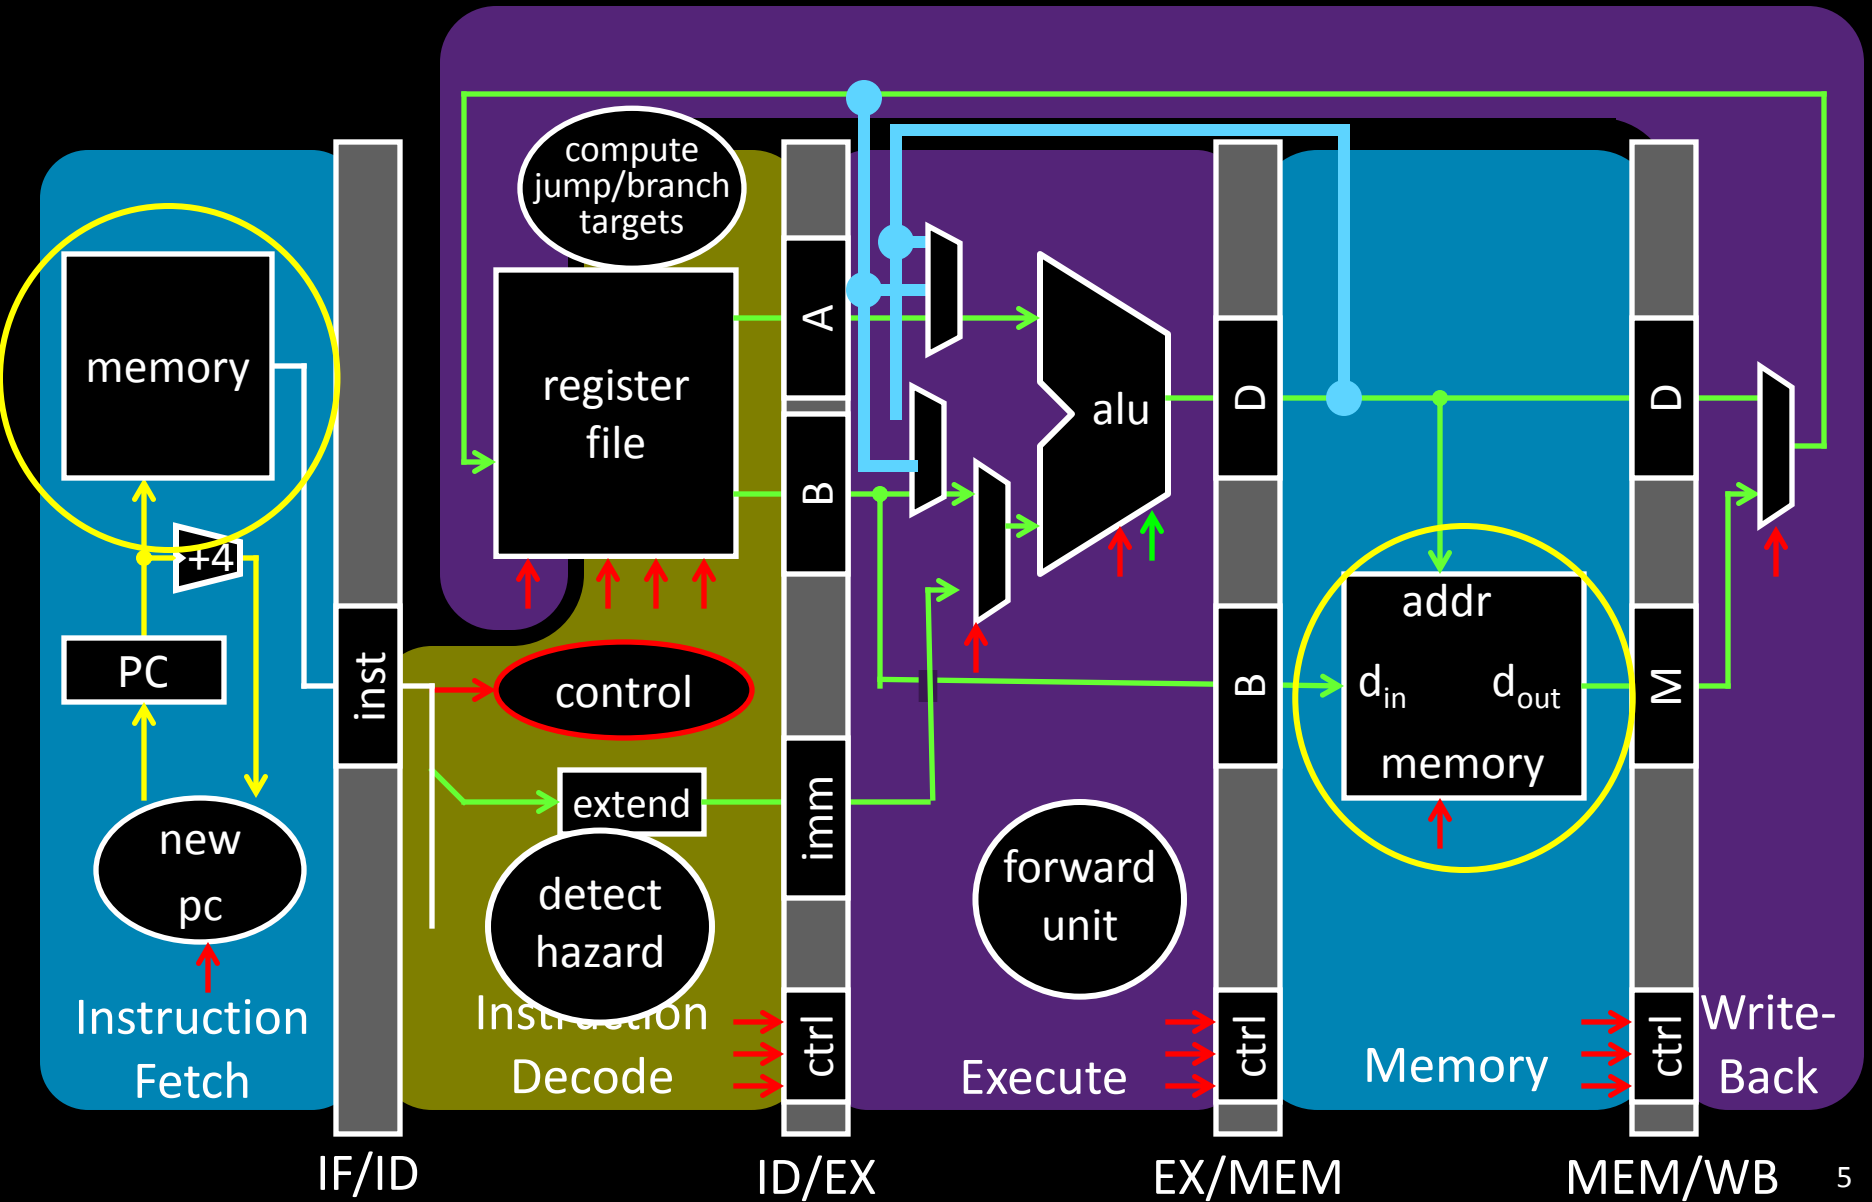 compute
jump/branch
targets
memory
+4
PC
new
pc
Instruction
Fetch
inst
register
file
control
extend
detect
hazard
Instruction
Decode
A
B
imm
ctrl
alu
forward
unit
Execute
D
B
ctrl
addr
d_in
d_out
memory
Memory
D
M
ctrl
Write-
Back
IF/ID
ID/EX
EX/MEM
MEM/WB
5